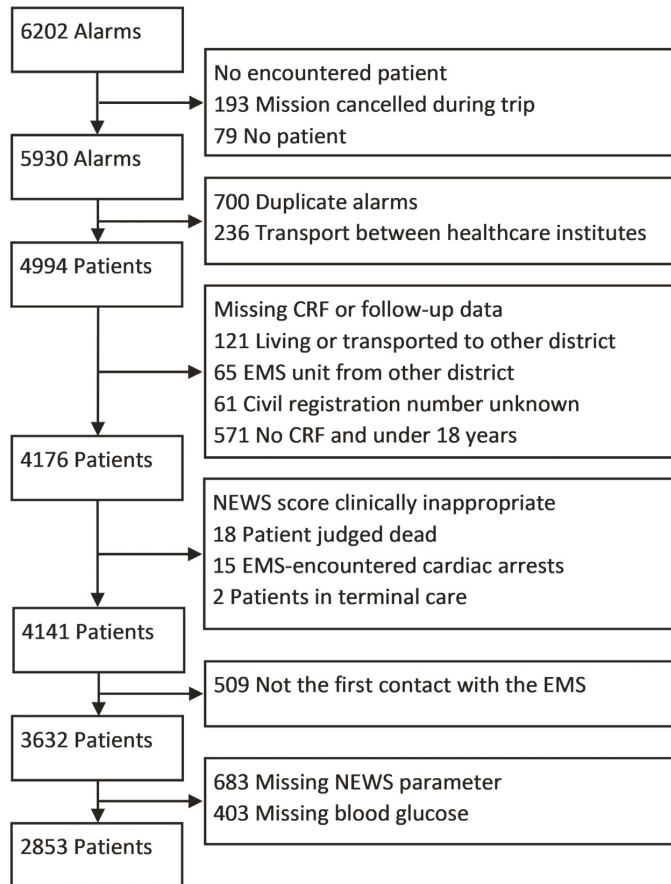 6202 Alarms
No encountered patient
193 Mission cancelled during trip
79 No patient
5930 Alarms
700 Duplicate alarms
236 Transport between healthcare institutes
4994 Patients
Missing CRF or follow-up data
121 Living or transported to other district
65 EMS unit from other district
61 Civil registration number unknown
571 No CRF and under 18 years
4176 Patients
NEWS score clinically inappropriate
18 Patient judged dead
15 EMS-encountered cardiac arrests
2 Patients in terminal care
4141 Patients
509 Not the first contact with the EMS
3632 Patients
683 Missing NEWS parameter
403 Missing blood glucose
2853 Patients